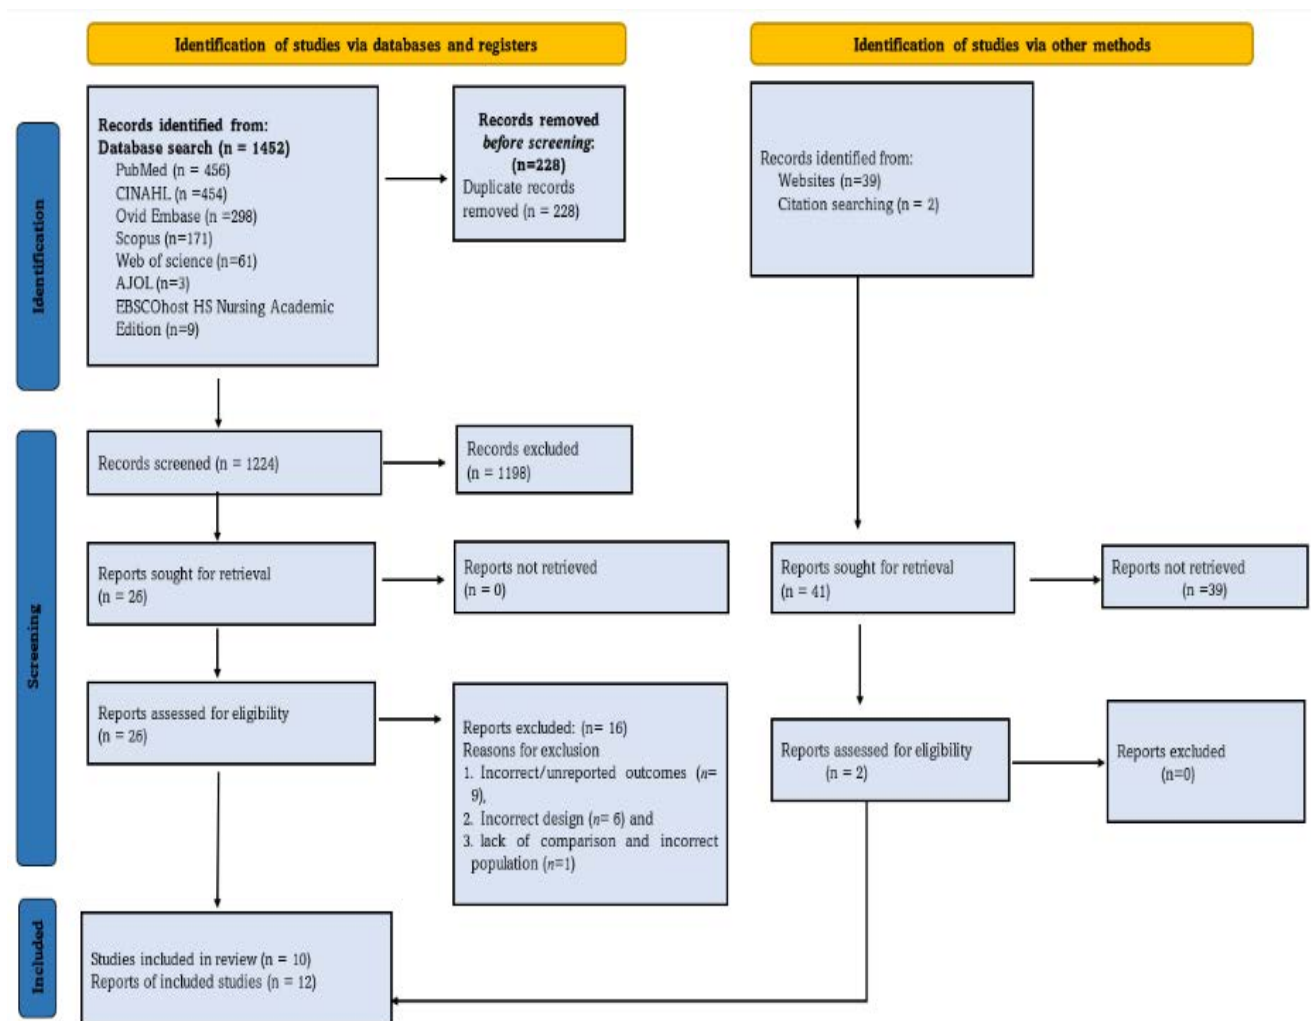 Identification of studies via databases and registers
Identification of studies via other methods
Identification
Records identified from:
Database search (n = 1452)
PubMed (n = 456)
CINAHL (n =454)
Ovid Embase (n =298)
Scopus (n=171)
Web of science (n=61)
AJOL (n=3)
EBSCOhost HS Nursing Academic
Edition (n=9)
Records removed
before screening:
(n=228)
Duplicate records
removed (n = 228)
Records identified from:
Websites (n=39)
Citation searching (n = 2)
Screening
Records screened (n = 1224)
Records excluded
(n = 1198)
Reports sought for retrieval
(n = 26)
Reports not retrieved
(n = 0)
Reports sought for retrieval
(n = 41)
Reports not retrieved
(n =39)
Reports assessed for eligibility
(n = 26)
Reports excluded: (n= 16)
Reasons for exclusion
1. Incorrect/unreported outcomes (n=
9),
2. Incorrect design (n= 6) and
3. lack of comparison and incorrect
population (n=1)
Reports assessed for eligibility
(n = 2)
Reports excluded
(n=0)
Included
Studies included in review (n = 10)
Reports of included studies (n = 12)